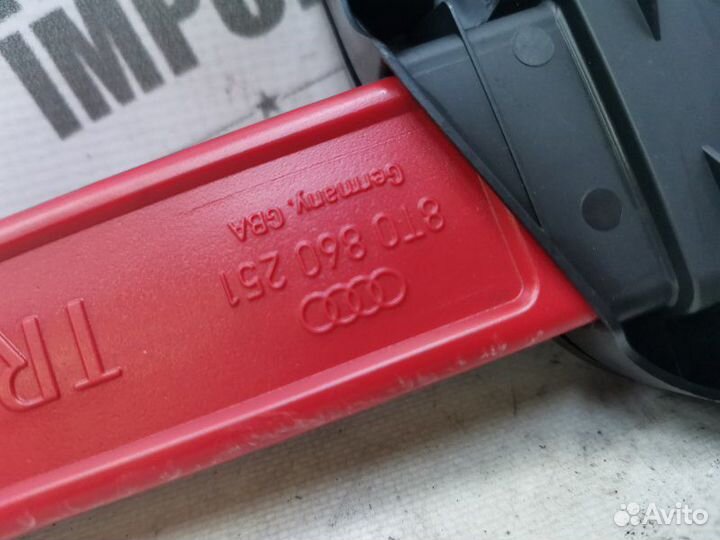 IMPO
8T0 860 251
Germany, GBA
TR
Avito